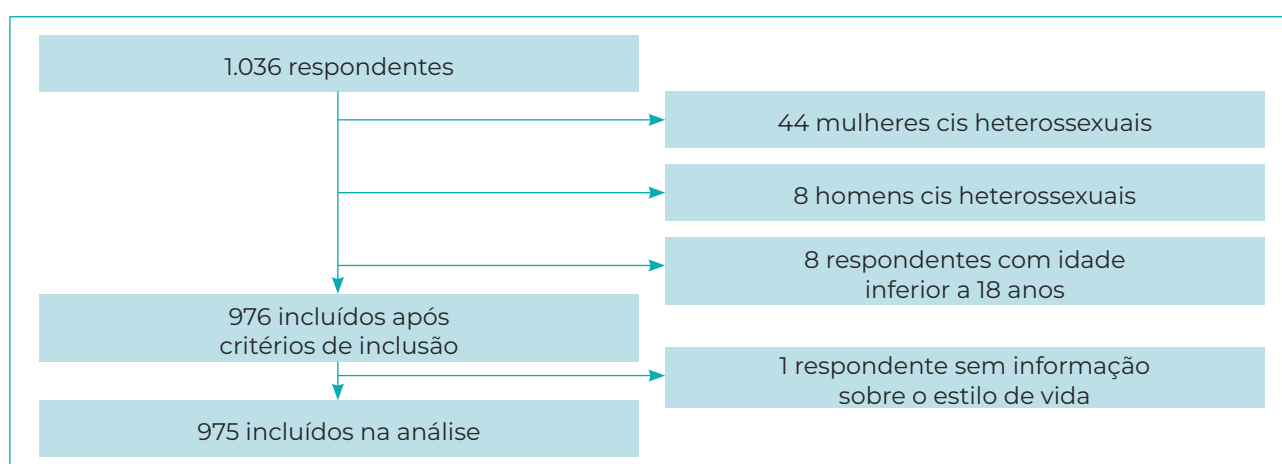 1.036 respondentes
44 mulheres cis heterossexuais
8 homens cis heterossexuais
8 respondentes com idade
inferior a 18 anos
976 incluídos após
critérios de inclusão
1 respondente sem informação
sobre o estilo de vida
975 incluídos na análise